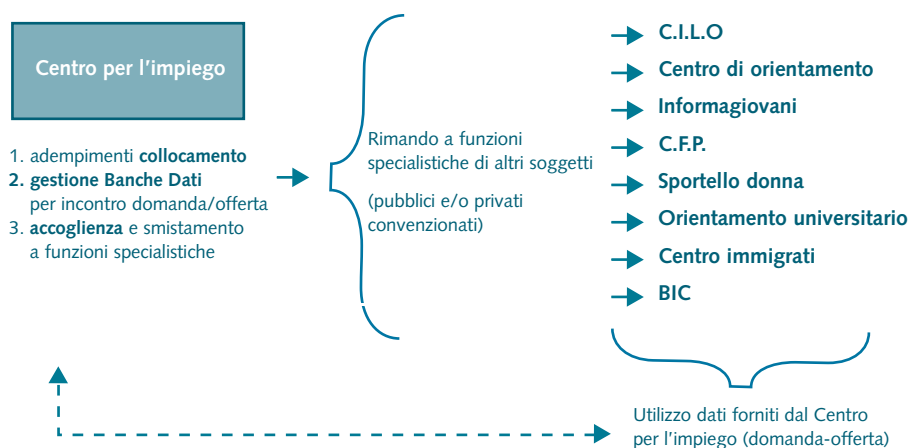 Centro per l'impiego
1. adempimenti collocamento
2. gestione Banche Dati
per incontro domanda/offerta
3. accoglienza e smistamento
a funzioni specialistiche
Rimando a funzioni
specialistiche di altri soggetti
(pubblici e/o privati
convenzionati)
C.I.L.O
Centro di orientamento
Informagiovani
C.F.P.
Sportello donna
Orientamento universitario
Centro immigrati
BIC
Utilizzo dati forniti dal Centro
per l'impiego (domanda-offerta)